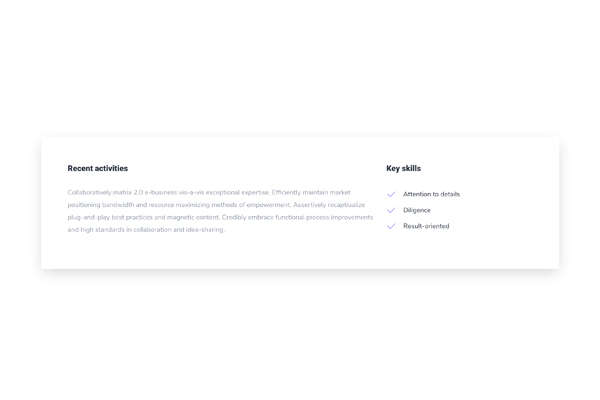 Recent activities
Collaboratively matrix 2.0 e-business vis-a-vis exceptional expertise. Efficiently maintain market
positioning bandwidth and resource maximizing methods of empowerment. Assertively recaptiualize
plug-and-play best practices and magnetic content. Credibly embrace functional process improvements
and high standards in collaboration and idea-sharing.
Key skills
Attention to details
Diligence
Result-oriented